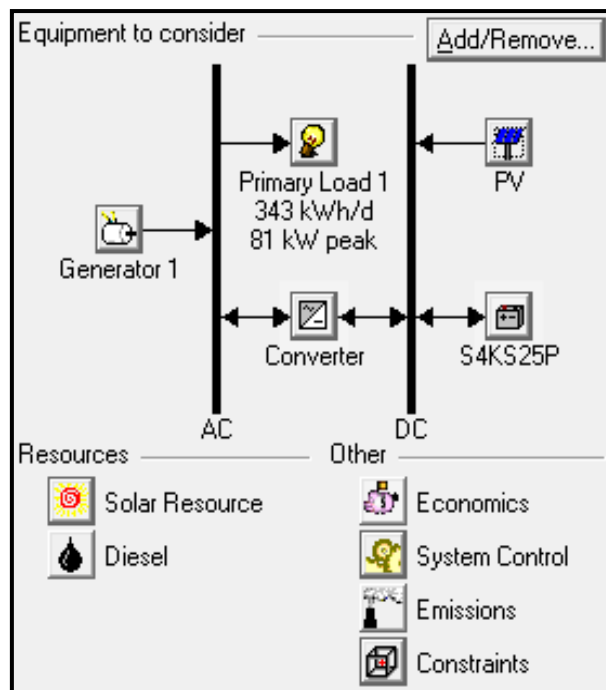 Equipment to consider
Add/Remove...
Primary Load 1
343 kWh/d
81 kW peak
PV
Generator 1
Converter
S4KS25P
AC
DC
Resources
Other
Solar Resource
Economics
Diesel
System Control
Emissions
Constraints